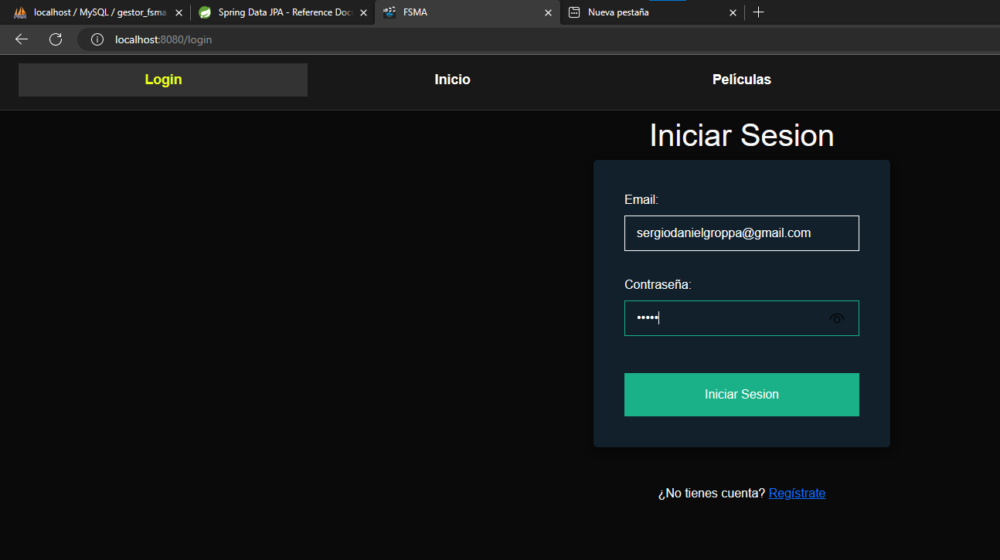 localhost / MySQL / gestor_fsma
Spring Data JPA - Reference Doc
FSMA
Nueva pestaña
localhost:8080/login
Login
Inicio
Películas
Iniciar Sesion
Email:
sergiodanielgroppa@gmail.com
Contraseña:
•••••
Iniciar Sesion
¿No tienes cuenta? Regístrate